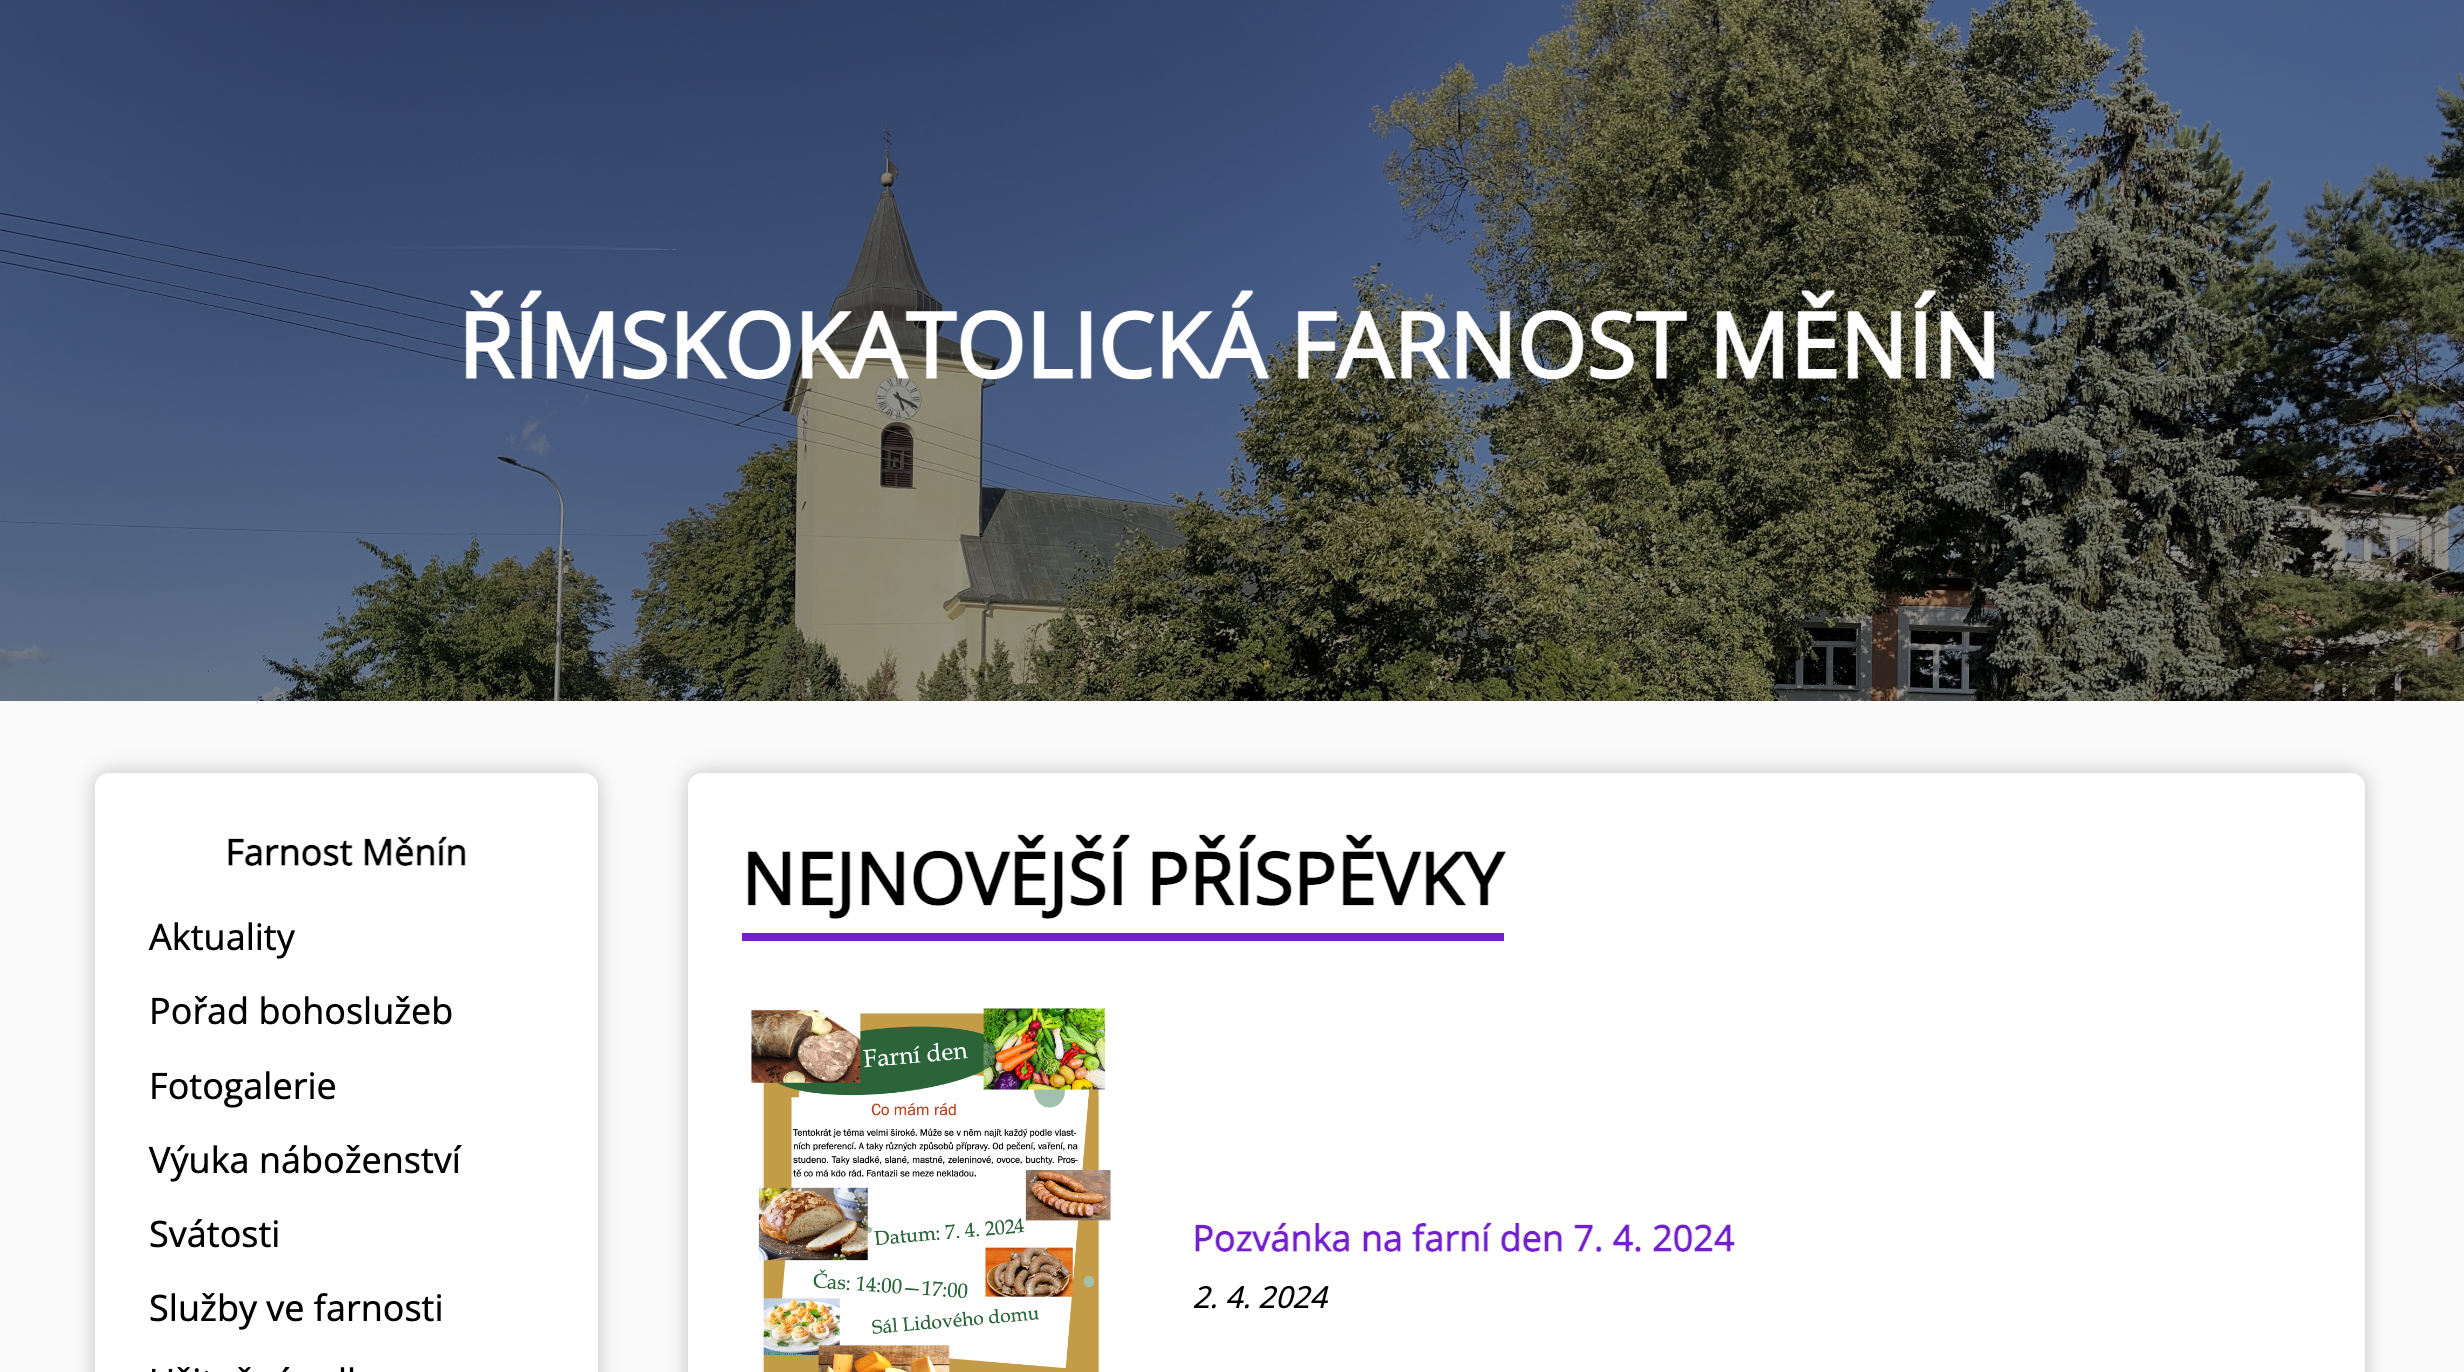 ŘÍMSKOKATOLICKÁ FARNOST MĚNÍN
Farnost Měnín
Aktuality
Pořad bohoslužeb
Fotogalerie
Výuka náboženství
Svátosti
Služby ve farnosti
NEJNOVĚJŠÍ PŘÍSPĚVKY
Farní den
Co mám rád
Tentokrát je téma velmi široké. Může se v něm najít každý podle vlast-
ních preferencí. A taky různých způsobů přípravy. Od pečení, vaření, na
studeno. Taky sladké, slané, mastné, zeleninové, ovoce, buchty. Pros-
tě co má kdo rád. Fantazii se meze nekladou.
Datum: 7. 4. 2024
Čas: 14:00—17:00
Sál Lidového domu
Pozvánka na farní den 7. 4. 2024
2. 4. 2024